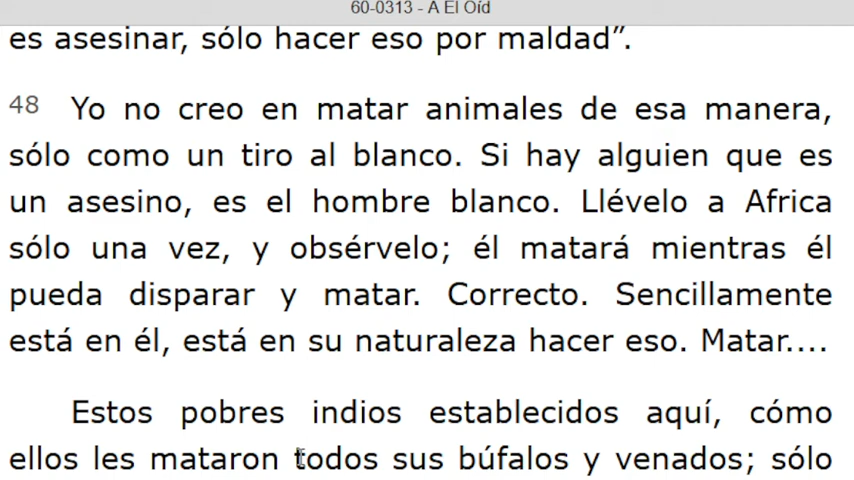 60-0313 - A El Oíd
es asesinar, sólo hacer eso por maldad”.
48 Yo no creo en matar animales de esa manera,
sólo como un tiro al blanco. Si hay alguien que es
un asesino, es el hombre blanco. Llévelo a Africa
sólo una vez, y obsérvelo; él matará mientras él
pueda disparar y matar. Correcto. Sencillamente
está en él, está en su naturaleza hacer eso. Matar....
Estos pobres indios establecidos aquí, cómo
ellos les mataron todos sus búfalos y venados; sólo